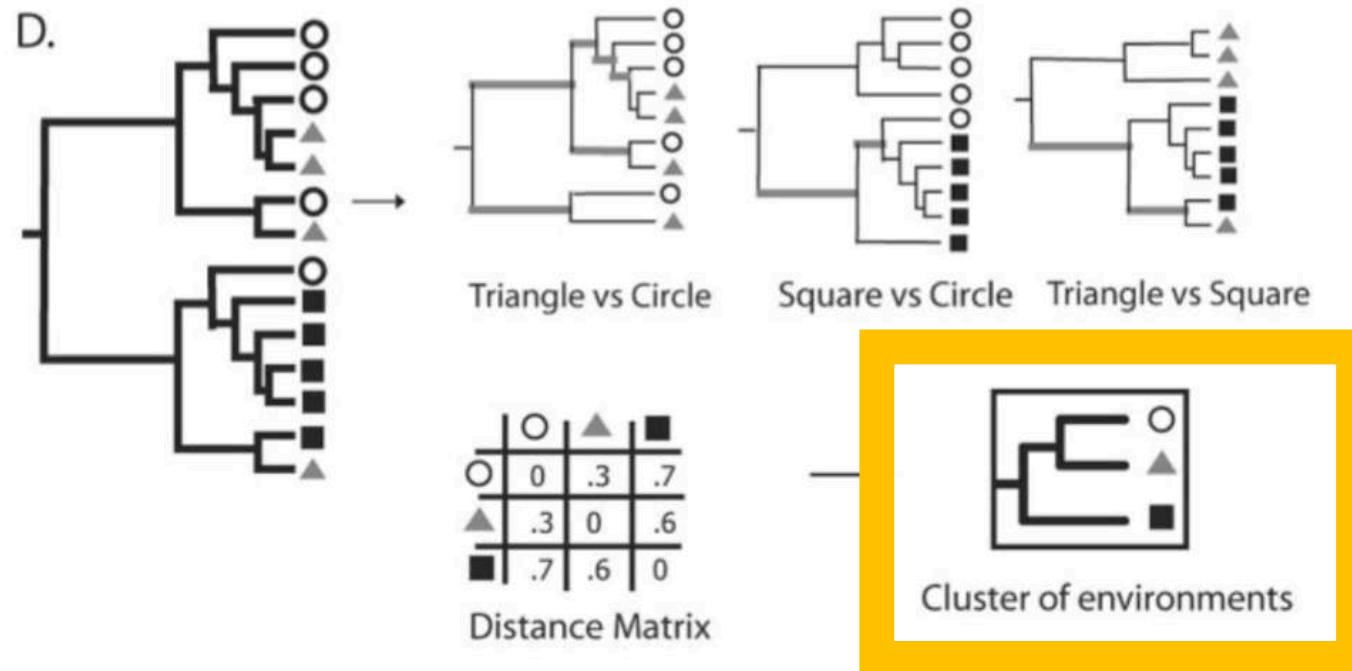 D.
Triangle vs Circle
Square vs Circle
Triangle vs Square
0 .3 .7
.3 0 .6
.7 .6 0
Distance Matrix
Cluster of environments